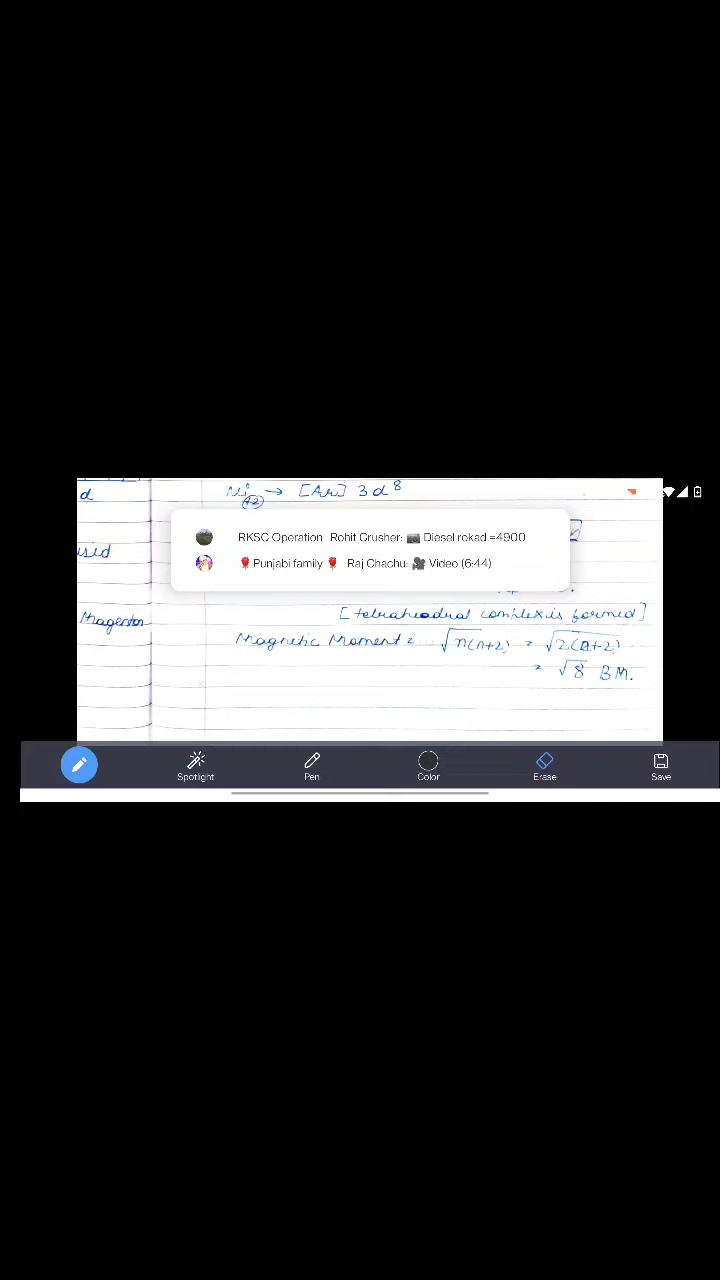 d
Ni
+2
→ [Ar] 3d⁸
usid
RKSC Operation Rohit Crusher: 📷 Diesel rokad =4900
🌹Punjabi family 🌹 Raj Chachu: 🎥 Video (6:44)
Magenton
[tetrahedral complex is formed]
Magnetic Moment = √n(n+2) = √2(2+2)
= √8 BM.
Spotlight
Pen
Color
Erase
Save